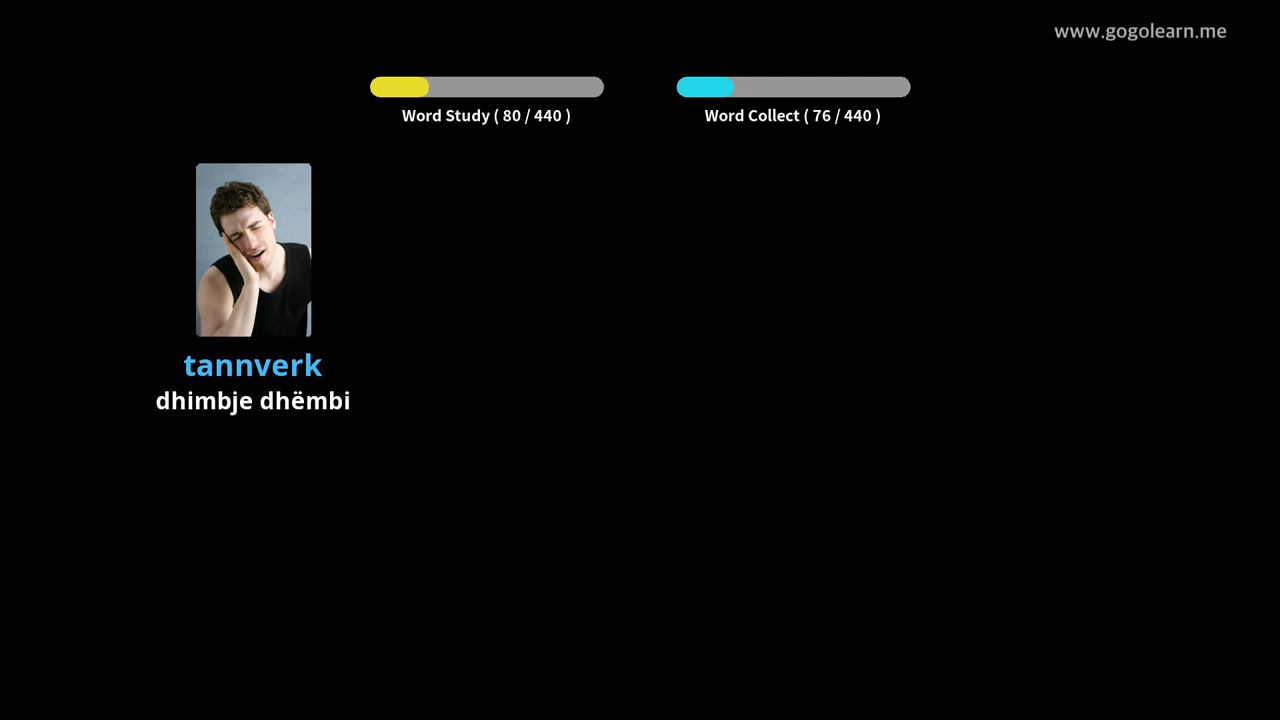 www.gogolearn.me
Word Study ( 80 / 440 )
Word Collect ( 76 / 440 )
tannverk
dhimbje dhëmbi